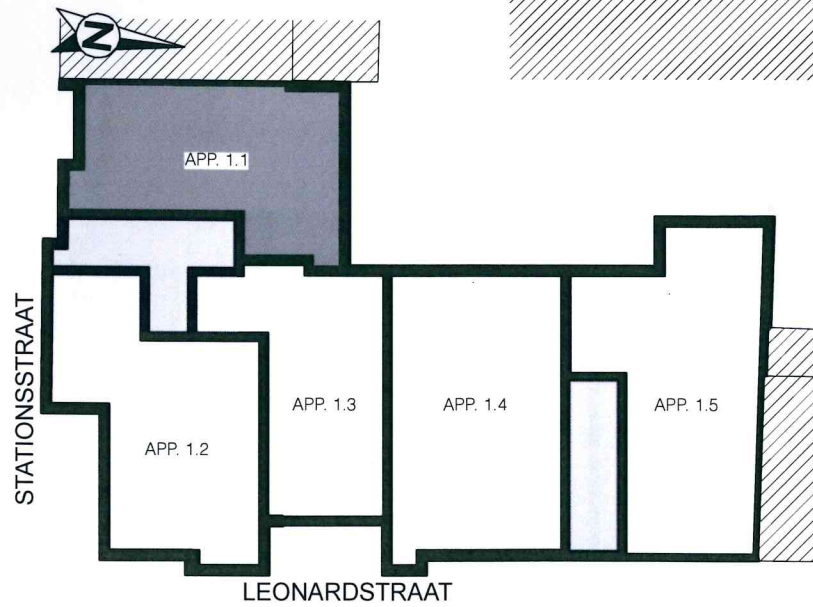 N
APP. 1.1
STATIONSSTRAAT
APP. 1.2
APP. 1.3
APP. 1.4
APP. 1.5
LEONARDSTRAAT